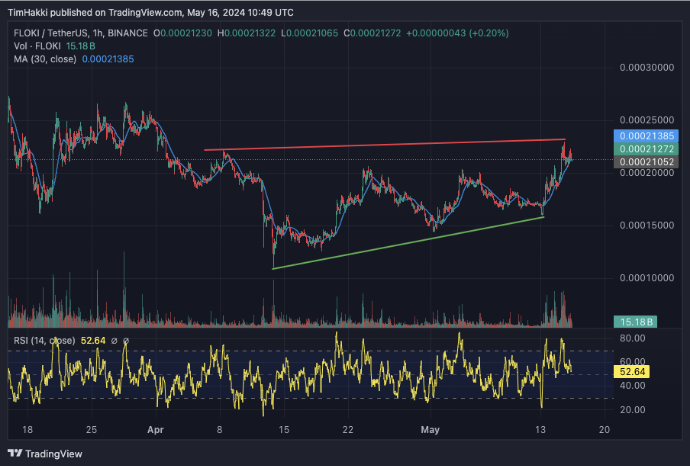 TimHakki published on TradingView.com, May 16, 2024 10:49 UTC
FLOKI / TetherUS, 1h, BINANCE O0.00021230 H0.00021322 L0.00021065 C0.00021272 +0.00000043 (+0.20%)
Vol · FLOKI 15.18B
MA (30, close) 0.00021385
0.00030000
0.00025000
0.00021385
0.00021272
0.00021052
0.00020000
0.00015000
0.00010000
15.18B
RSI (14, close) 52.64 ∅ ∅
80.00
60.00
52.64
40.00
20.00
18 25 Apr 8 15 22 May 13 20
TradingView